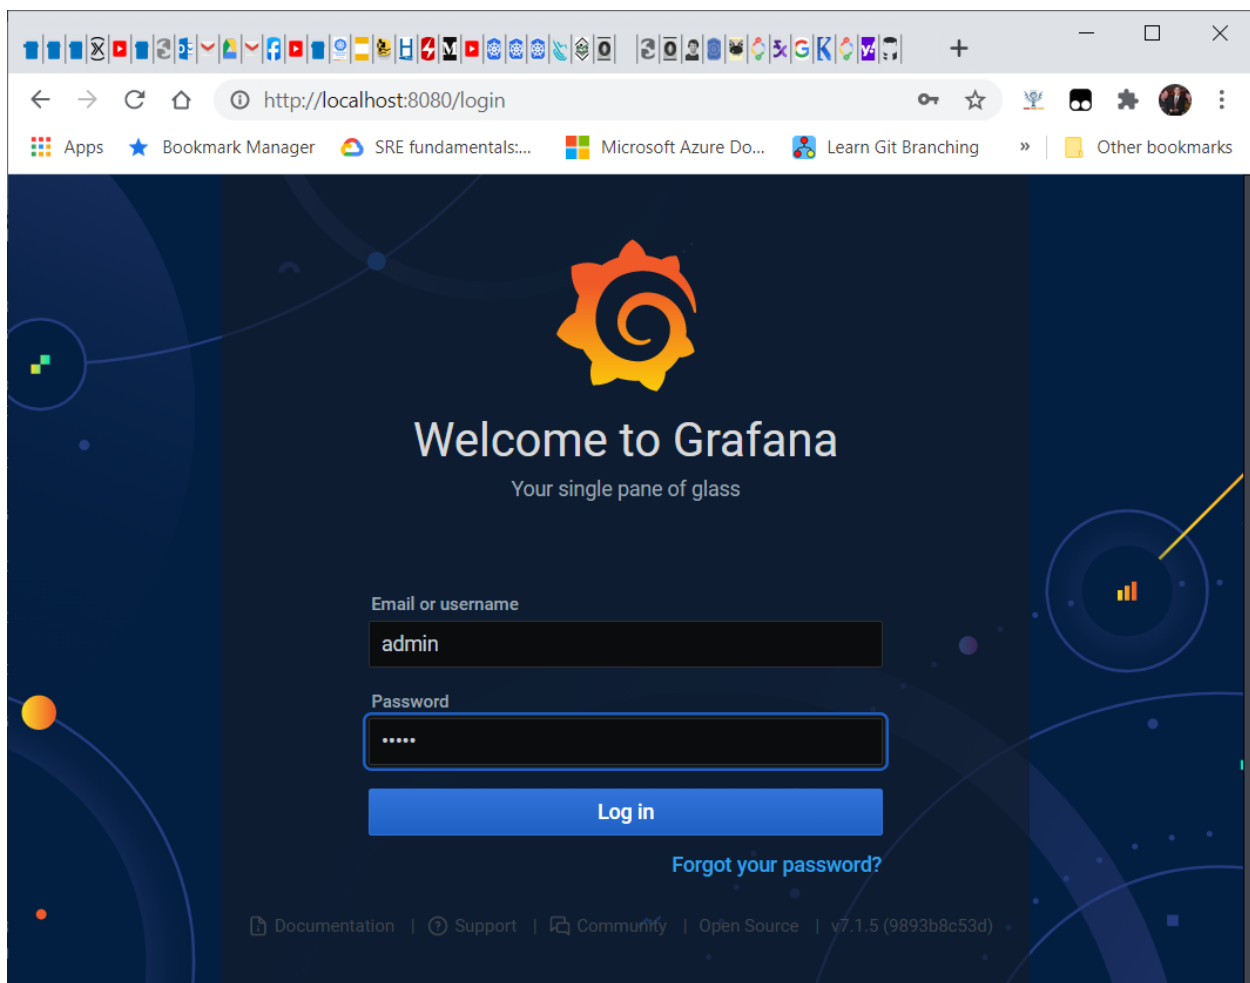 http://localhost:8080/login
Apps Bookmark Manager SRE fundamentals:... Microsoft Azure Do... Learn Git Branching » Other bookmarks
Welcome to Grafana
Your single pane of glass
Email or username
admin
Password
•••••
Log in
Forgot your password?
Documentation | Support | Community | Open Source | v7.1.5 (9893b8c53d)